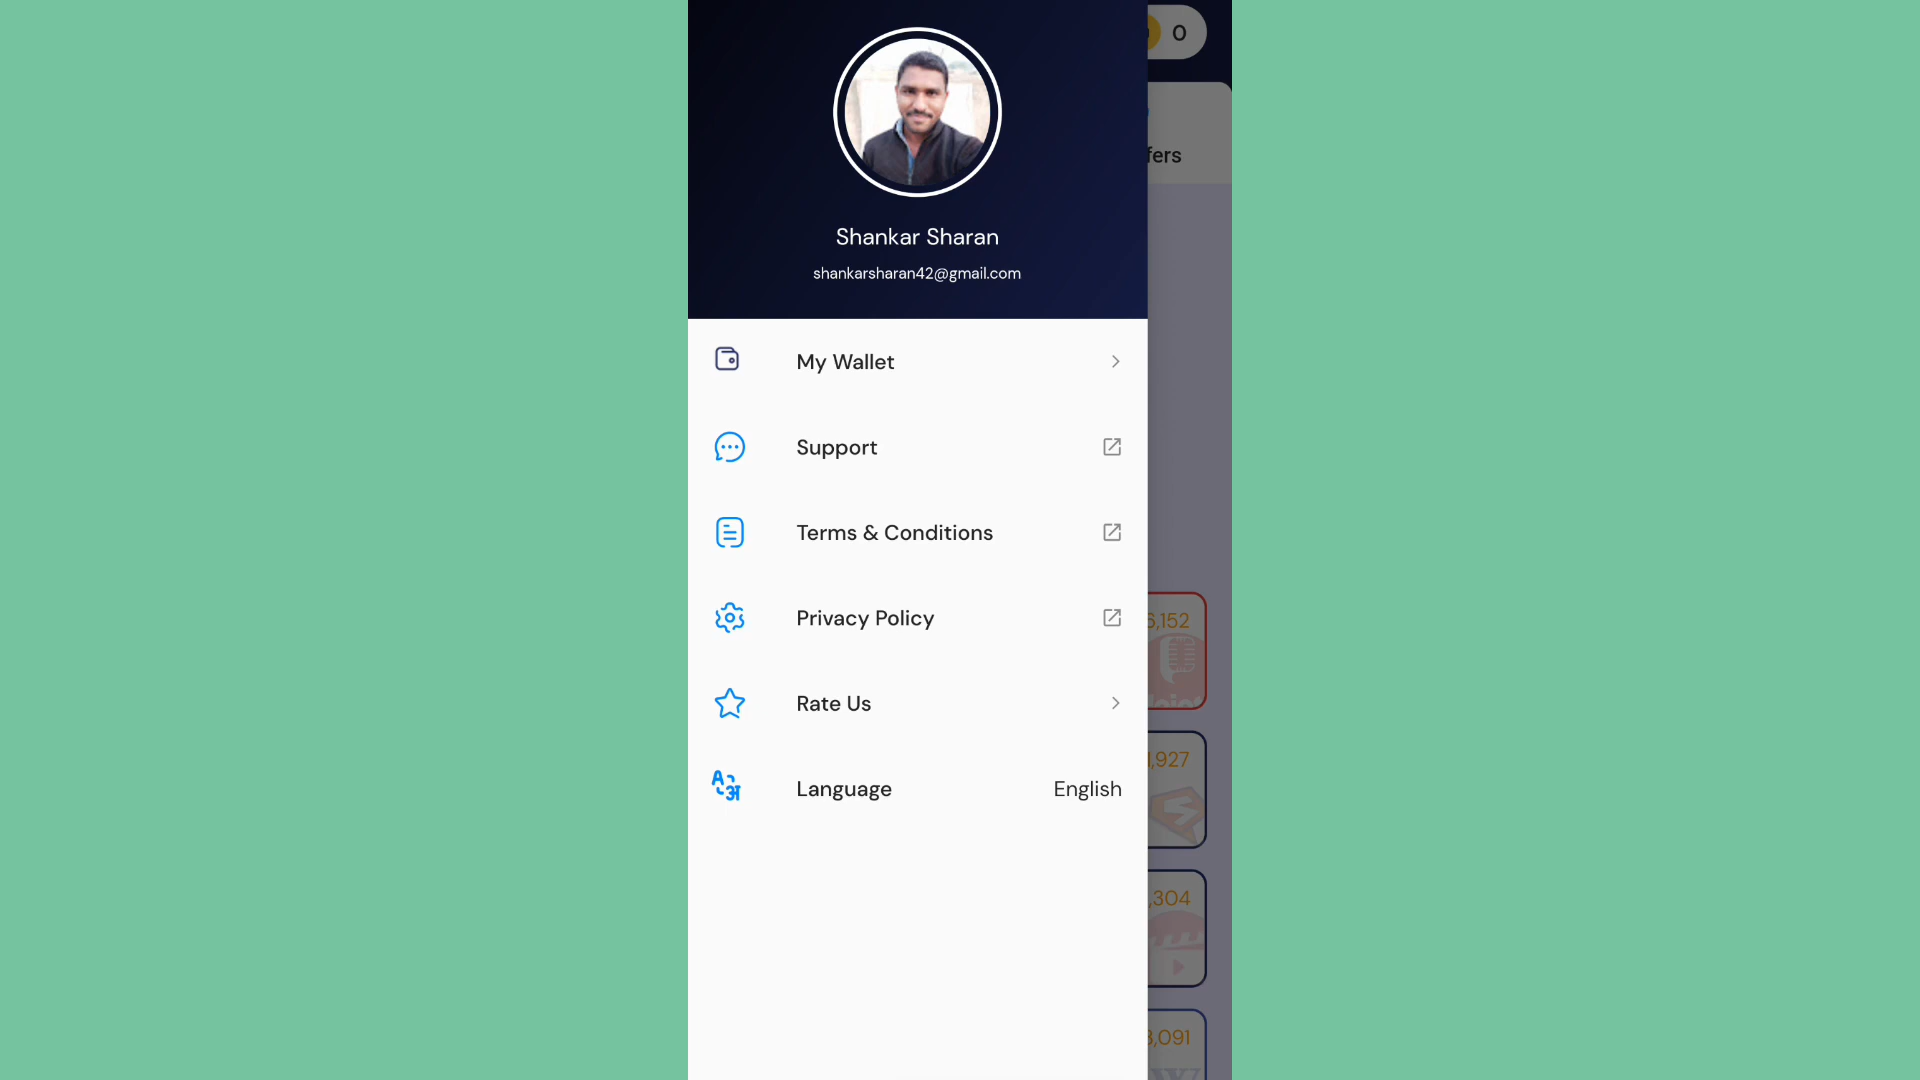 0
fers
Shankar Sharan
shankarsharan42@gmail.com
My Wallet
Support
Terms & Conditions
Privacy Policy
Rate Us
Language English
6,152
1,927
,304
3,091